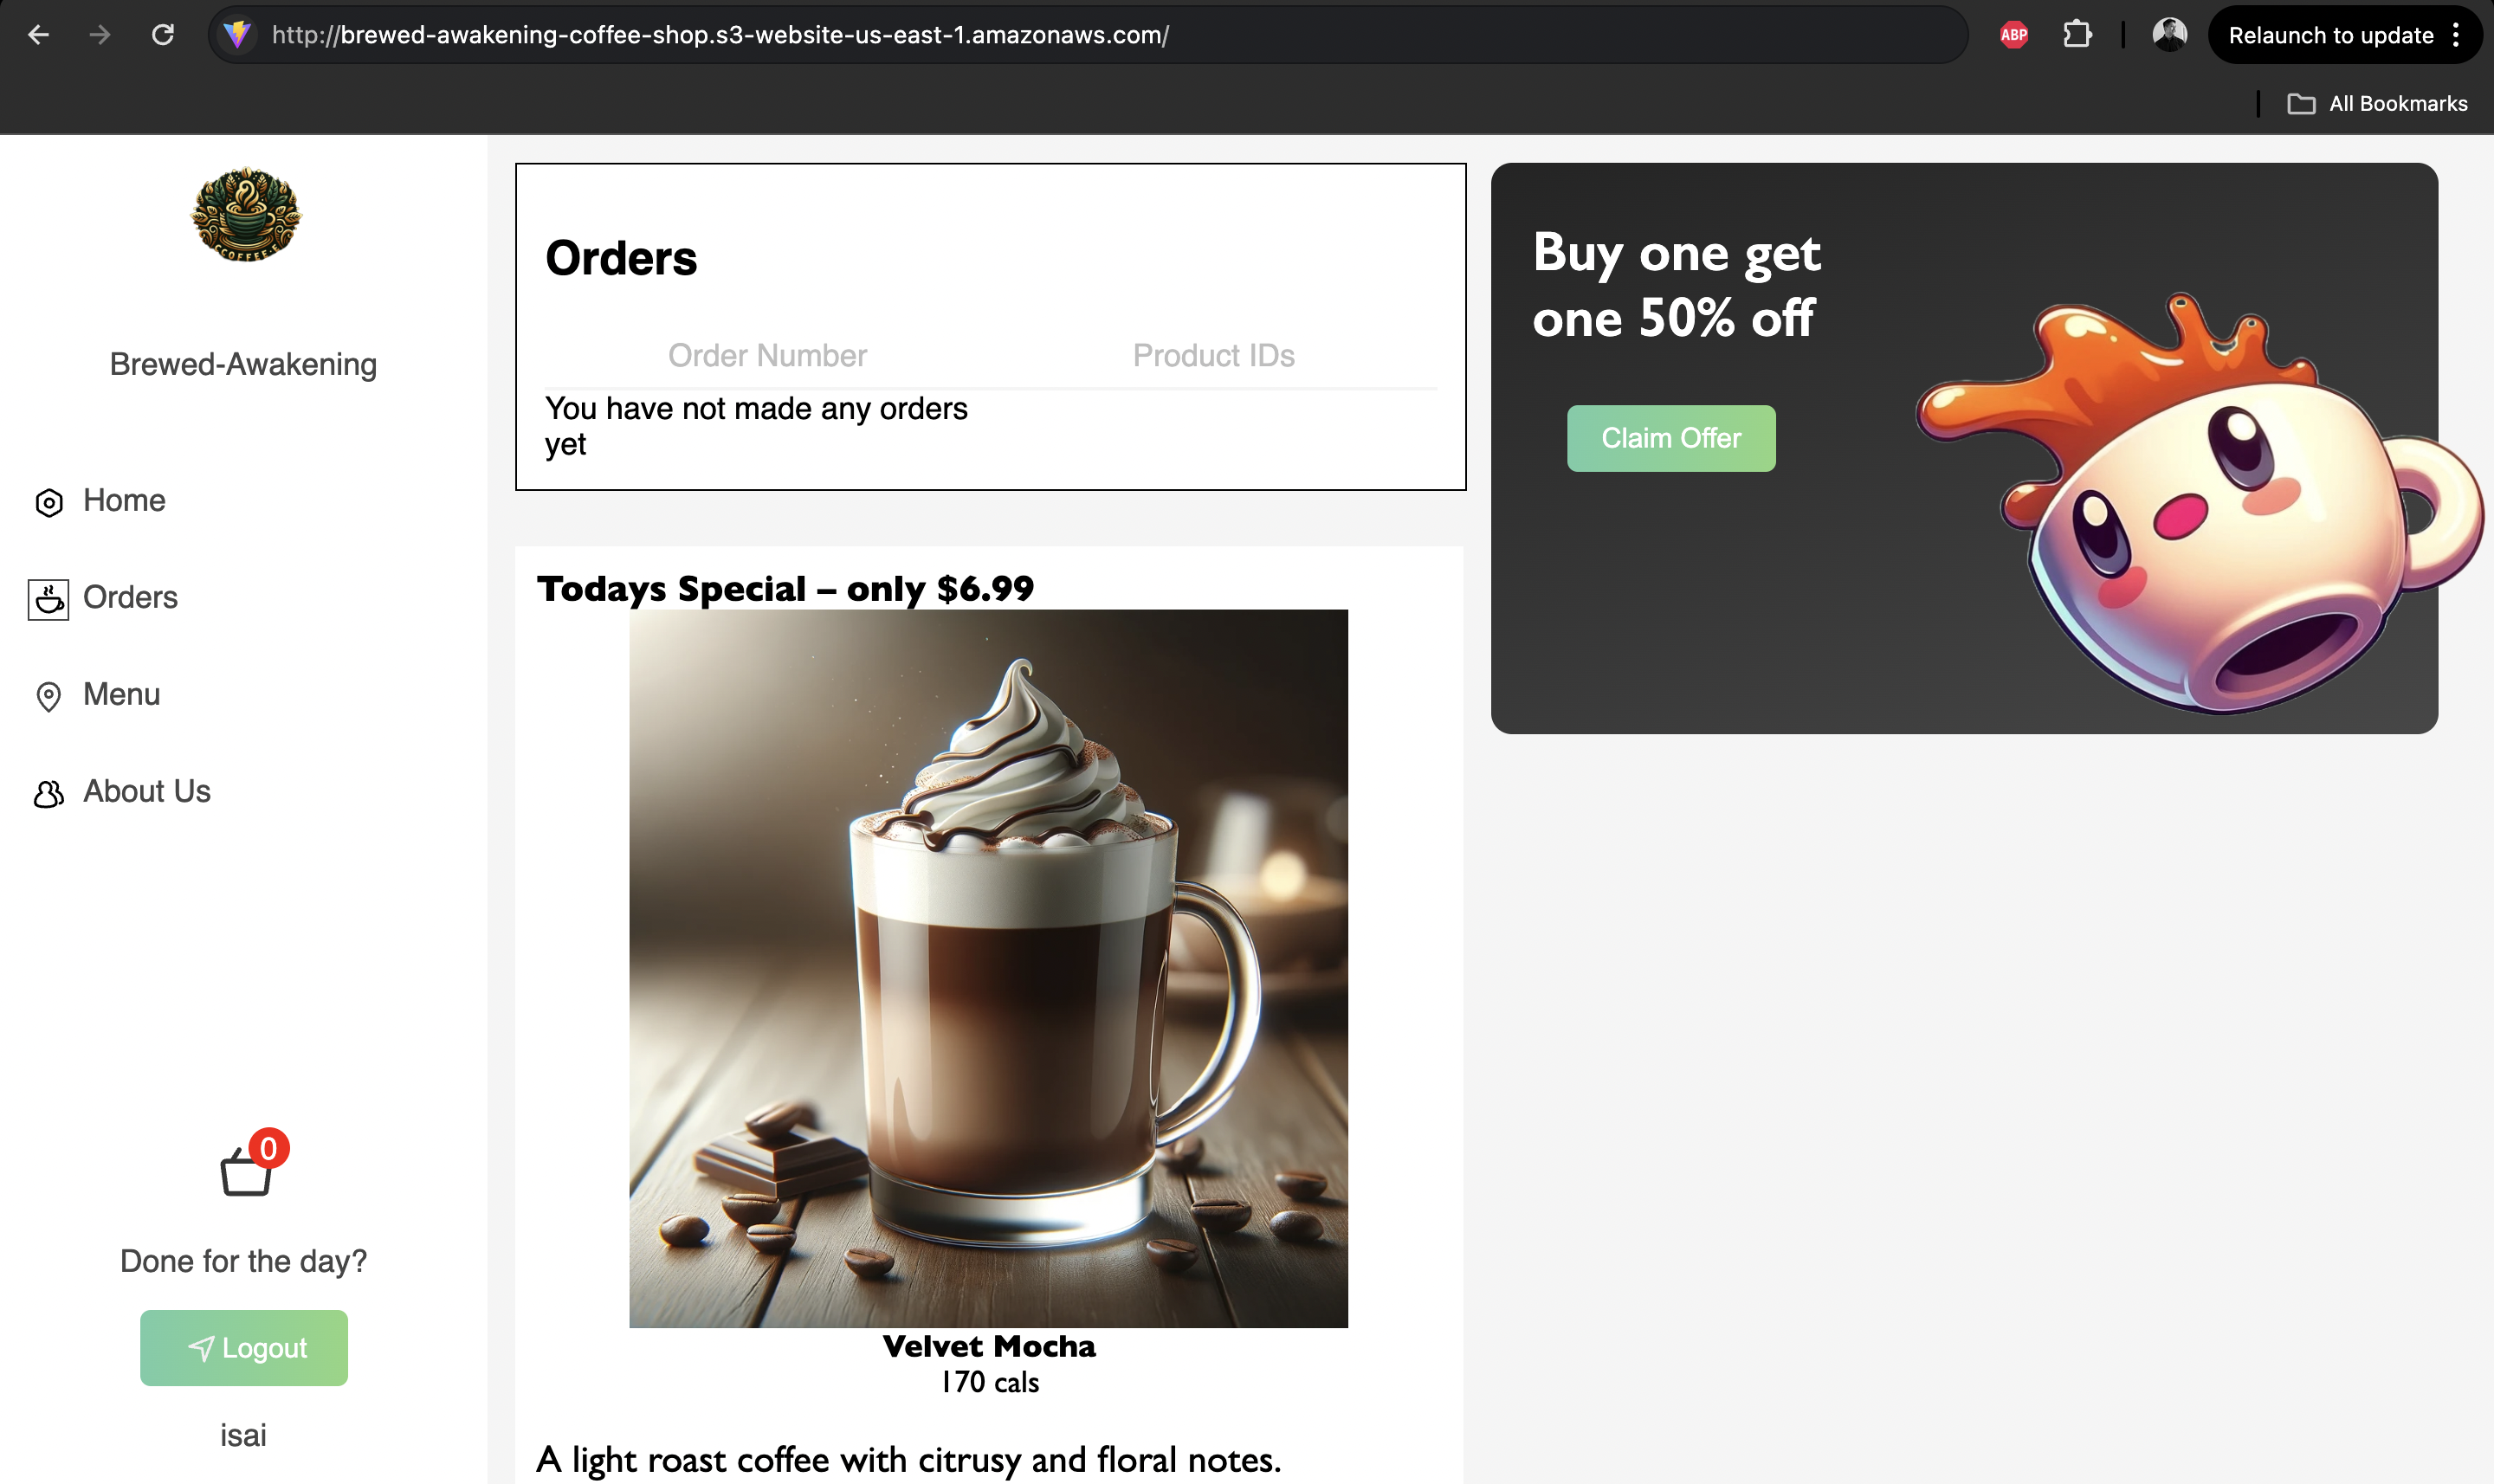 http://brewed-awakening-coffee-shop.s3-website-us-east-1.amazonaws.com/
ABP
Relaunch to update
All Bookmarks
COFFEE
Brewed-Awakening
Home
Orders
Menu
About Us
0
Done for the day?
Logout
isai
Orders
Order Number Product IDs
You have not made any orders
yet
Todays Special – only $6.99
Velvet Mocha
170 cals
A light roast coffee with citrusy and floral notes.
Buy one get
one 50% off
Claim Offer